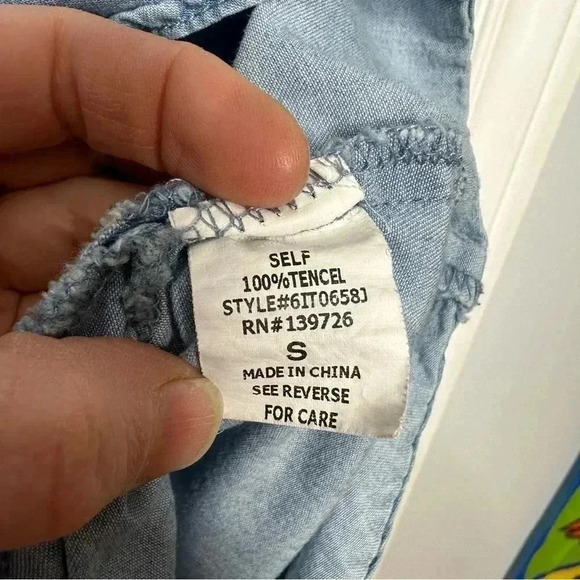 SELF
100%TENCEL
STYLE#6IT0658J
RN#139726
S
MADE IN CHINA
SEE REVERSE
FOR CARE